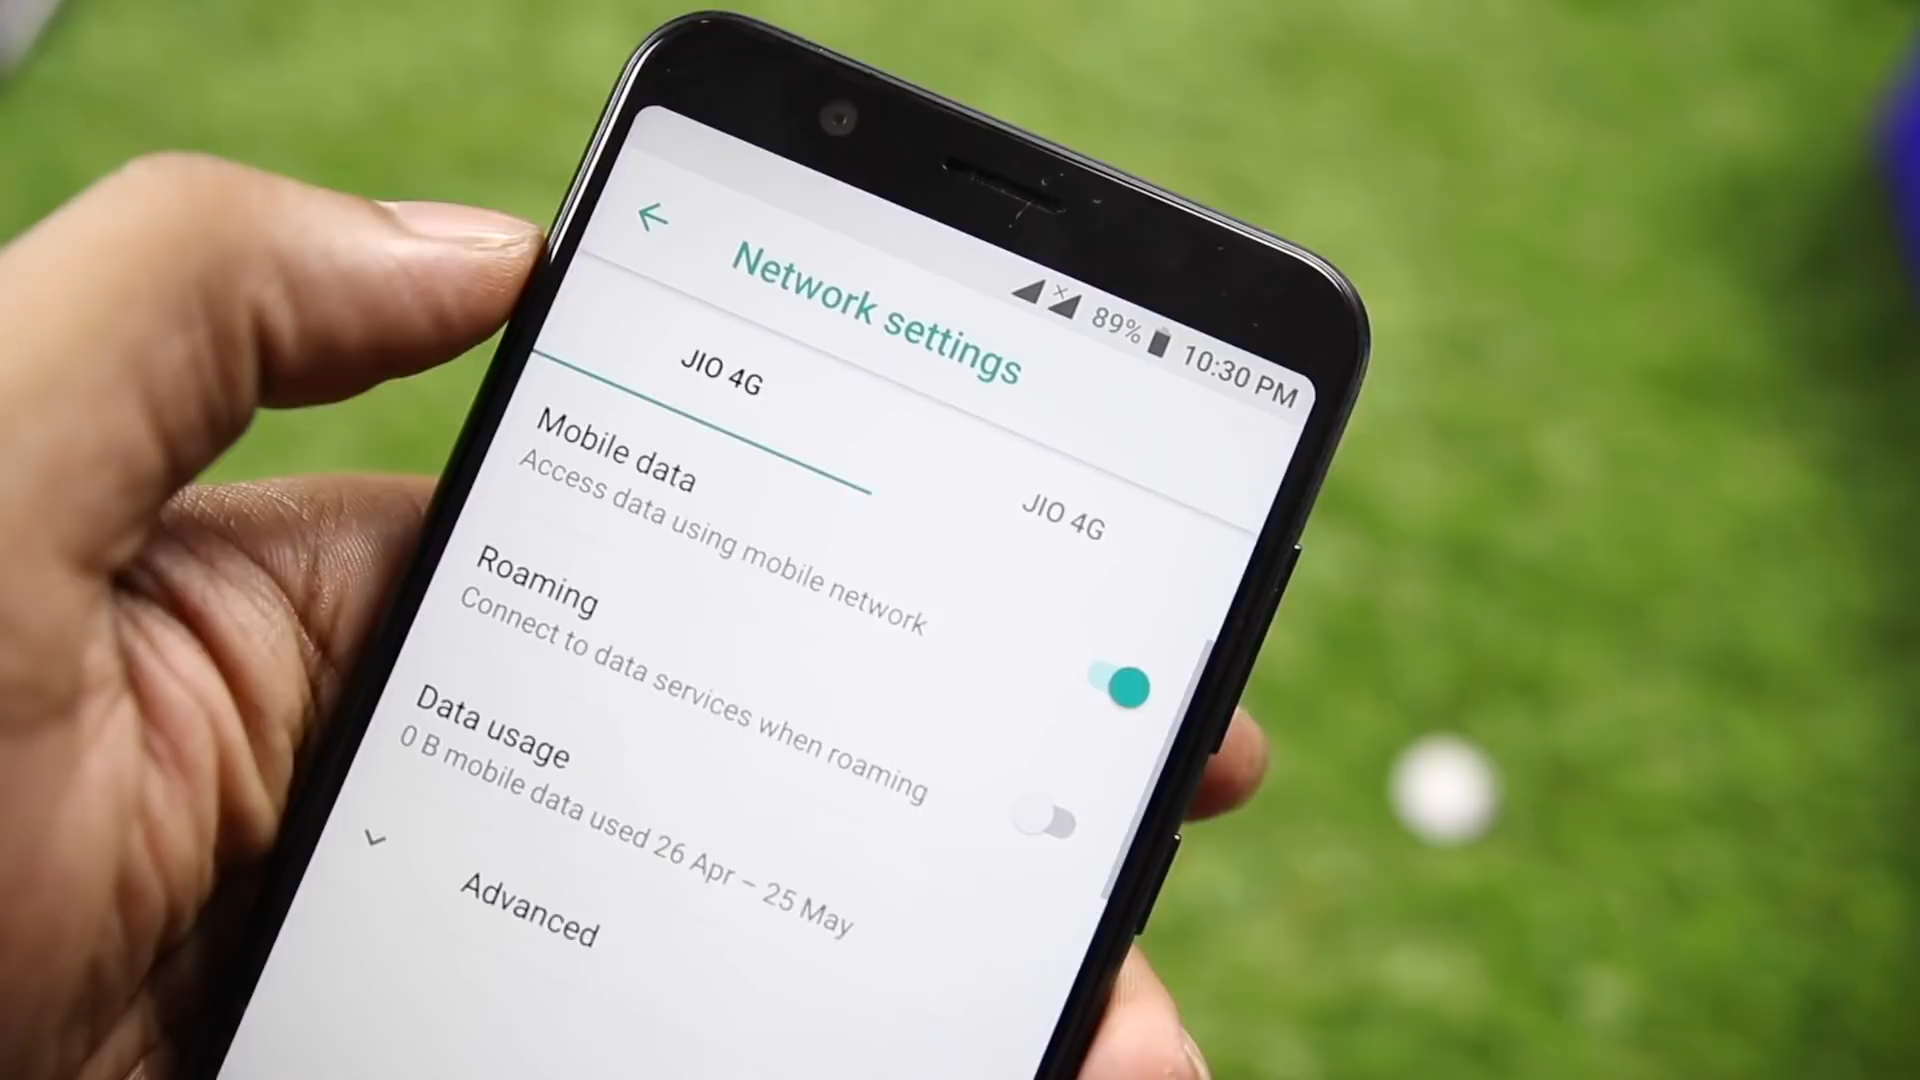 89% 10:30 PM
Network settings
JIO 4G
JIO 4G
Mobile data
Access data using mobile network
Roaming
Connect to data services when roaming
Data usage
0 B mobile data used 26 Apr – 25 May
Advanced